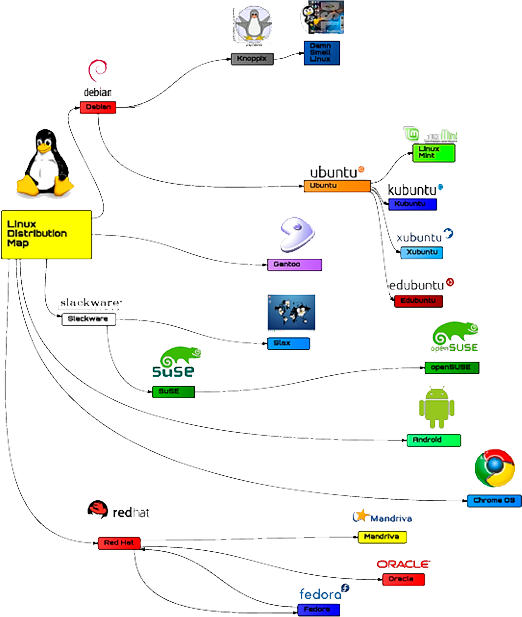 debian
Debian
Knoppix
Damn
Small
Linux
Linux
Distribution
Map
ubuntu
Ubuntu
Linux
Mint
kubuntu
Kubuntu
xubuntu
Xubuntu
edubuntu
Edubuntu
Gentoo
slackware
Slackware
Slax
suse
SuSE
openSUSE
openSUSE
Android
Chrome OS
redhat
Red Hat
Mandriva
Mandriva
ORACLE
Oracle
fedora
Fedora